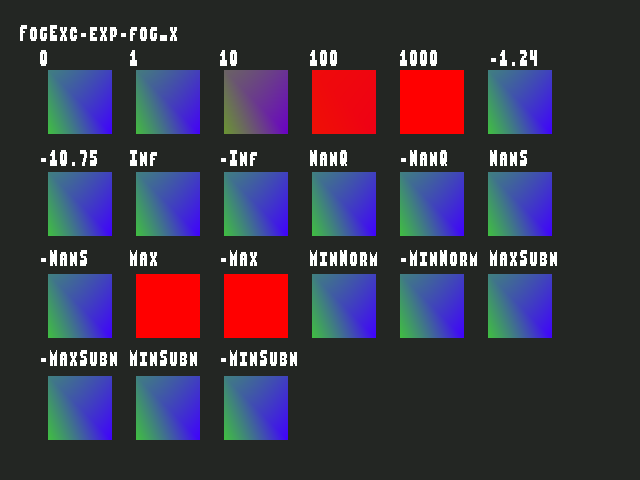 FogExc-exp-fog_x
0 1 10 100 1000 -1.24
-10.75 Inf -Inf NanQ -NanQ NanS
-NanS Max -Max MinNorm -MinNorm MaxSubN
-MaxSubN MinSubN -MinSubN